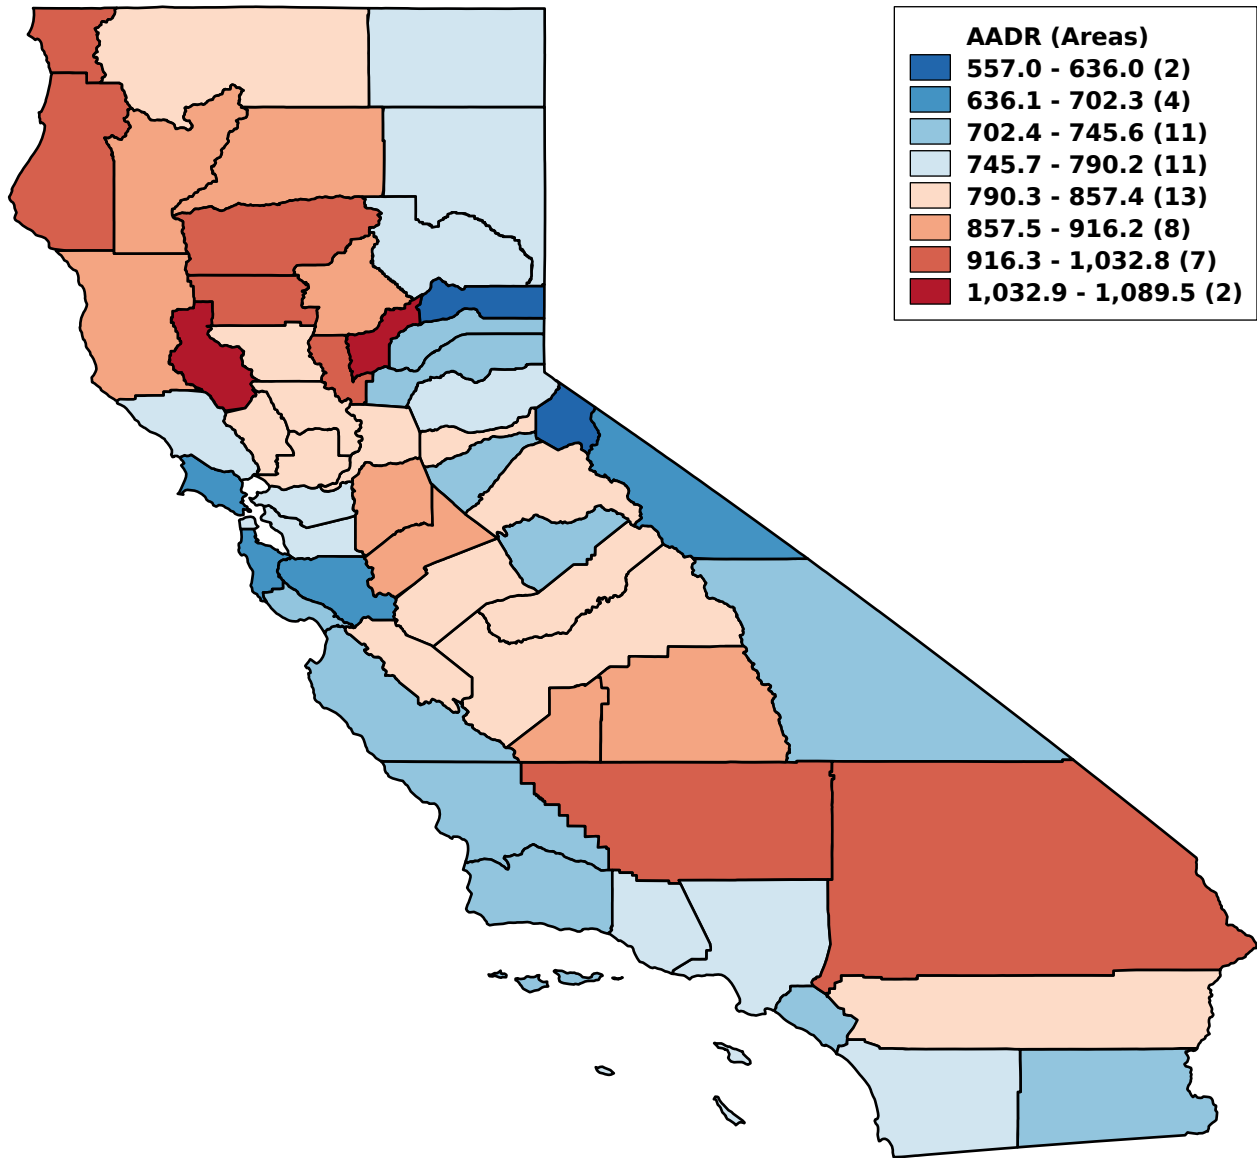 AADR (Areas)
557.0 - 636.0 (2)
636.1 - 702.3 (4)
702.4 - 745.6 (11)
745.7 - 790.2 (11)
790.3 - 857.4 (13)
857.5 - 916.2 (8)
916.3 - 1,032.8 (7)
1,032.9 - 1,089.5 (2)